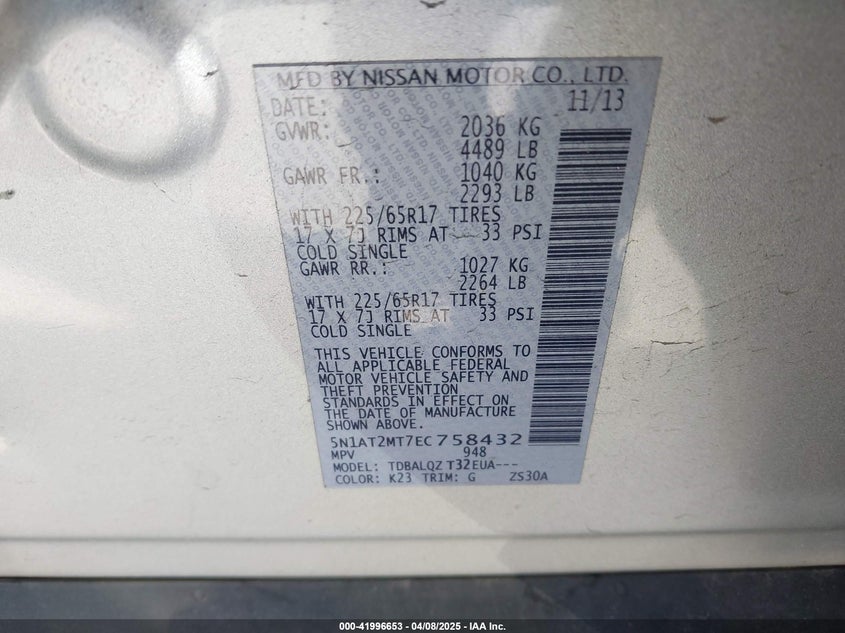 MFD BY NISSAN MOTOR CO., LTD.
DATE: 11/13
GVWR: 2036 KG
4489 LB
GAWR FR.: 1040 KG
2293 LB
WITH 225/65R17 TIRES
17 X 7J RIMS AT 33 PSI
COLD SINGLE
GAWR RR.: 1027 KG
2264 LB
WITH 225/65R17 TIRES
17 X 7J RIMS AT 33 PSI
COLD SINGLE
THIS VEHICLE CONFORMS TO
ALL APPLICABLE FEDERAL
MOTOR VEHICLE SAFETY AND
THEFT PREVENTION
STANDARDS IN EFFECT ON
THE DATE OF MANUFACTURE
SHOWN ABOVE.
5N1AT2MT7EC758432
MPV 948
MODEL: TDBALQZ T32EUA---
COLOR: K23 TRIM: G ZS30A
000-41996653 - 04/08/2025 - IAA Inc.